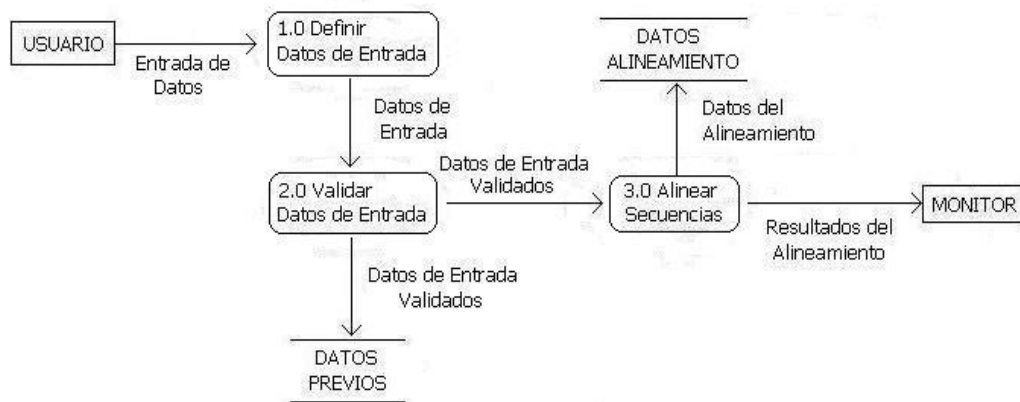 USUARIO
Entrada de
Datos
1.0 Definir
Datos de Entrada
Datos de
Entrada
2.0 Validar
Datos de Entrada
Datos de Entrada
Validados
DATOS
PREVIOS
Datos de Entrada
Validados
3.0 Alinear
Secuencias
Datos del
Alineamiento
DATOS
ALINEAMIENTO
Resultados del
Alineamiento
MONITOR